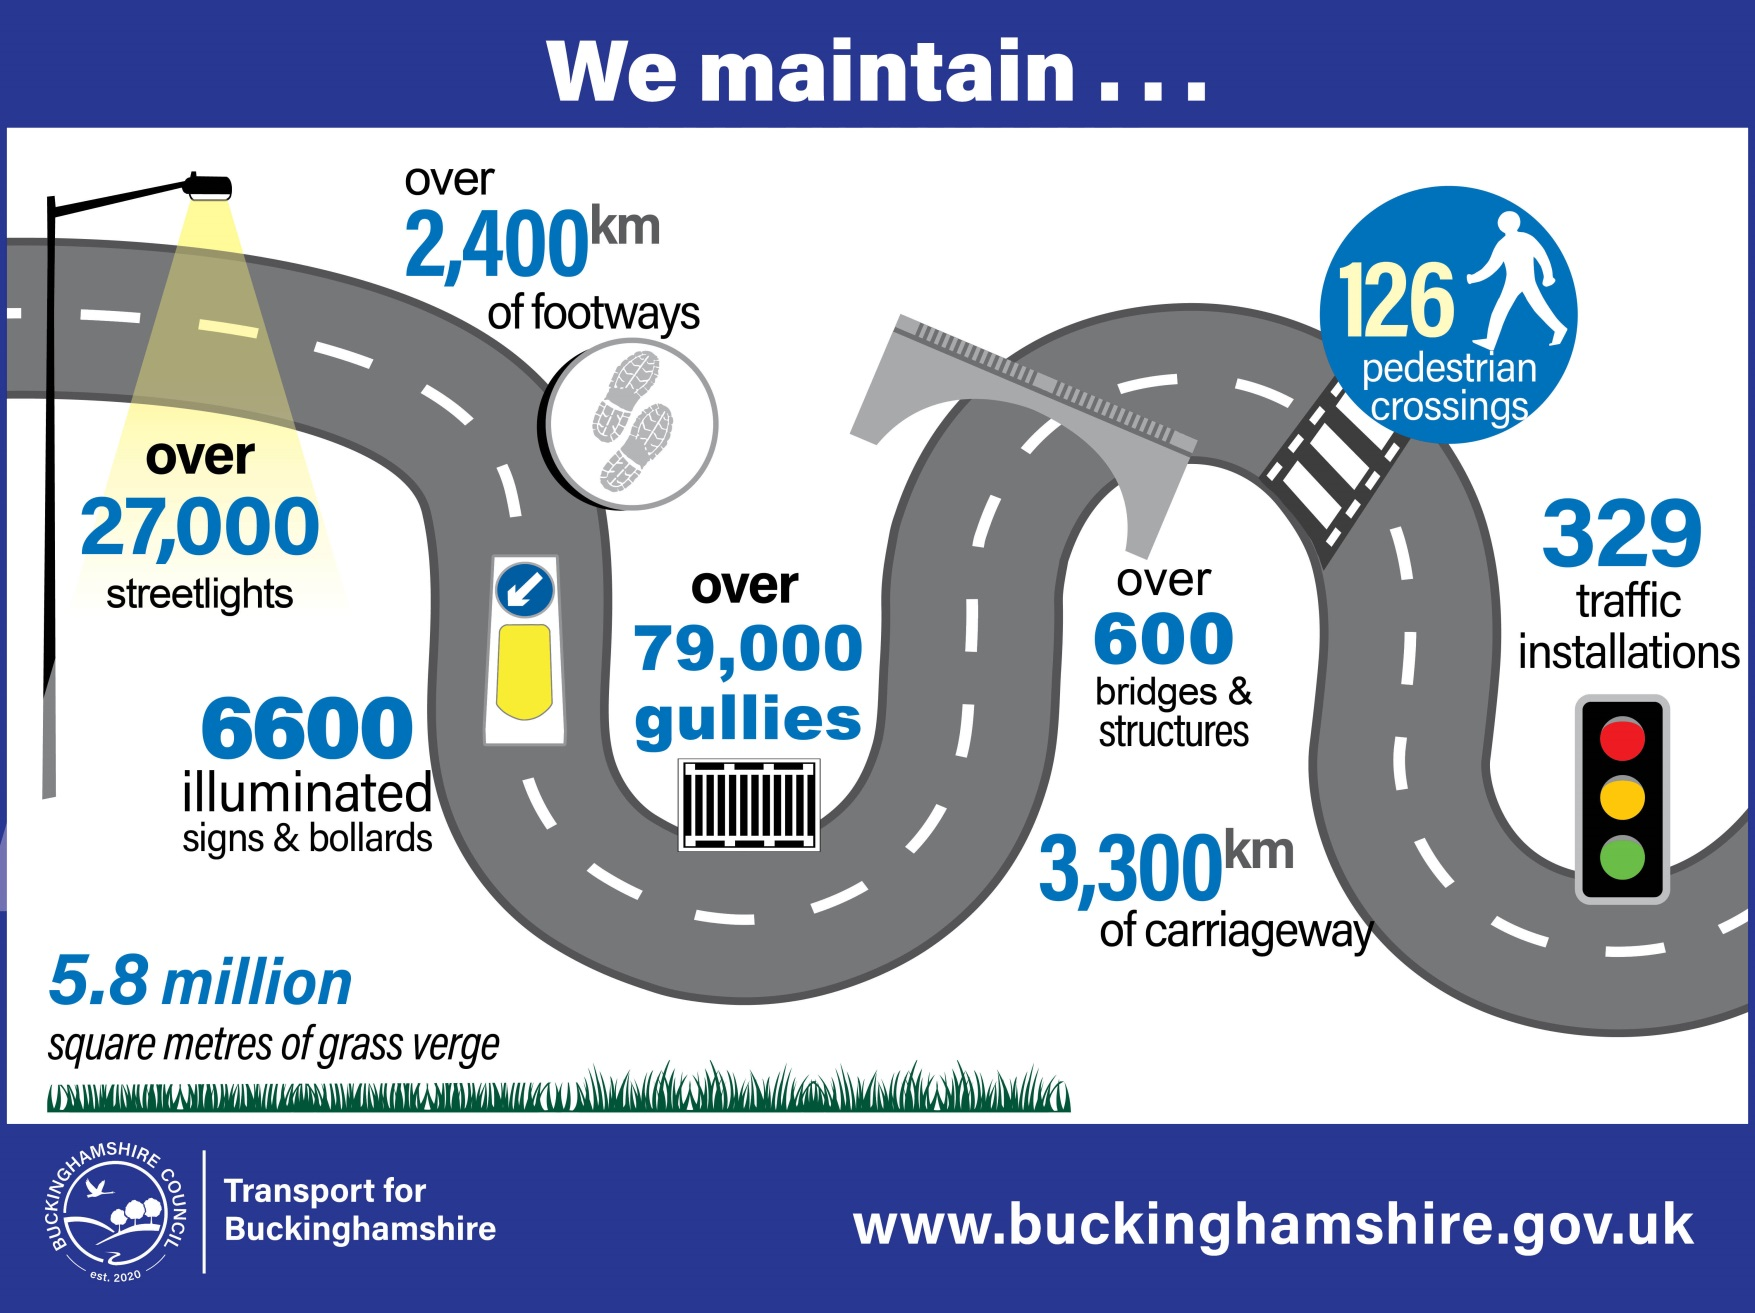 We maintain . . .
over
2,400km
of footways
126
pedestrian
crossings
over
27,000
streetlights
329
traffic
installations
over
79,000
gullies
over
600
bridges &
structures
6600
illuminated
signs & bollards
3,300km
of carriageway
5.8 million
square metres of grass verge
BUCKINGHAMSHIRE COUNCIL
est. 2020
Transport for
Buckinghamshire
www.buckinghamshire.gov.uk